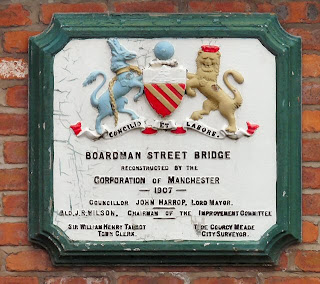 CONCILIO ET LABORE.
BOARDMAN STREET BRIDGE
RECONSTRUCTED BY THE
CORPORATION OF MANCHESTER
1907
COUNCILLOR JOHN HARROP, LORD MAYOR.
ALD. J. R. WILSON, CHAIRMAN OF THE IMPROVEMENT COMMITTEE
SIR WILLIAM HENRY TALBOT
TOWN CLERK.
T. DE COURCY MEADE
CITY SURVEYOR.